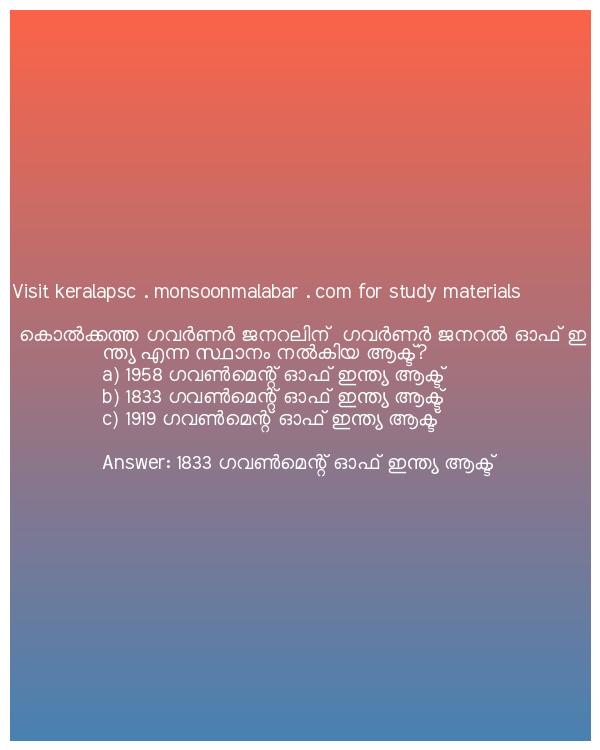 Visit keralapsc . monsoonmalabar . com for study materials
കൊൽക്കത്ത ഗവർണർ ജനറലിന് ഗവർണർ ജനറൽ ഓഫ് ഇ
ന്ത്യ എന്ന സ്ഥാനം നൽകിയ ആക്ട്?
a) 1958 ഗവൺമെന്റ് ഓഫ് ഇന്ത്യ ആക്ട്
b) 1833 ഗവൺമെന്റ് ഓഫ് ഇന്ത്യ ആക്ട്
c) 1919 ഗവൺമെന്റ് ഓഫ് ഇന്ത്യ ആക്ട്
Answer: 1833 ഗവൺമെന്റ് ഓഫ് ഇന്ത്യ ആക്ട്